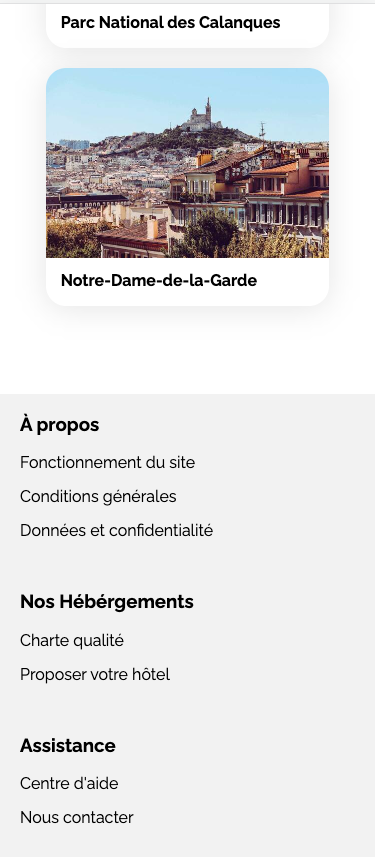 Parc National des Calanques
Notre-Dame-de-la-Garde
À propos
Fonctionnement du site
Conditions générales
Données et confidentialité
Nos Hébérgements
Charte qualité
Proposer votre hôtel
Assistance
Centre d'aide
Nous contacter